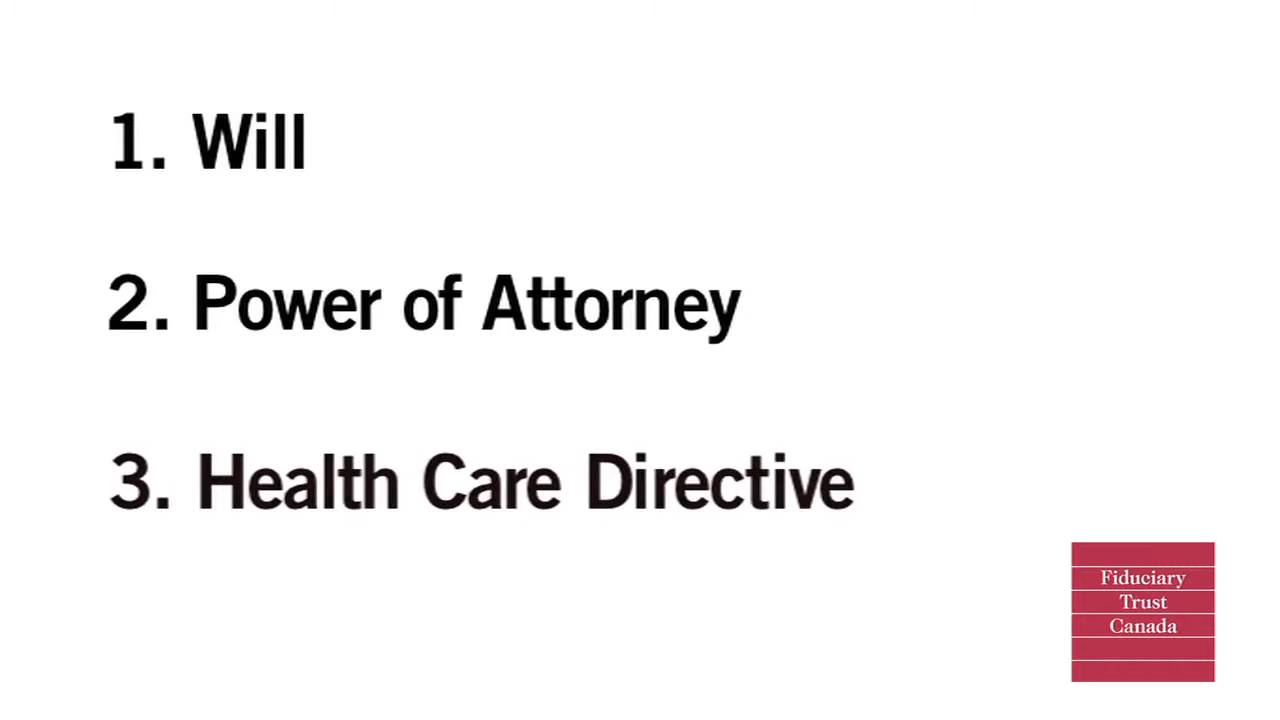 1. Will
2. Power of Attorney
3. Health Care Directive
Fiduciary
Trust
Canada